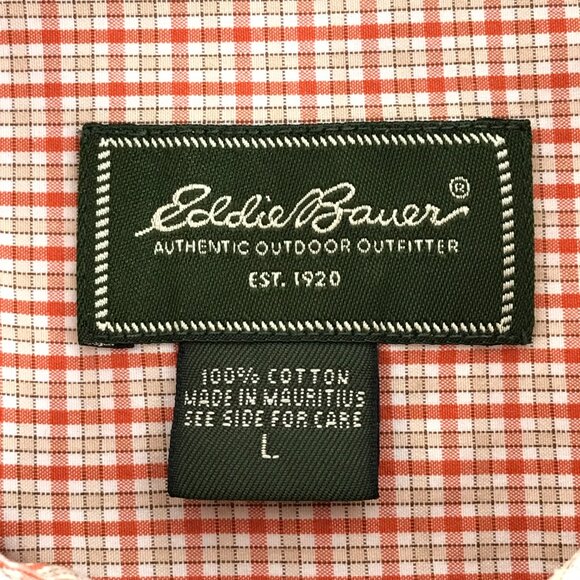 Eddie Bauer®
AUTHENTIC OUTDOOR OUTFITTER
EST. 1920
100% COTTON
MADE IN MAURITIUS
SEE SIDE FOR CARE
L